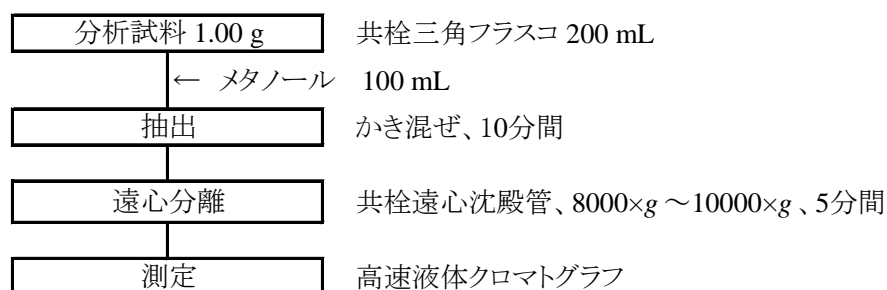 分析試料 1.00 g 共栓三角フラスコ 200 mL
← メタノール 100 mL
抽出 かき混ぜ、10分間
遠心分離 共栓遠心沈殿管、8000×g ～10000×g 、5分間
測定 高速液体クロマトグラフ